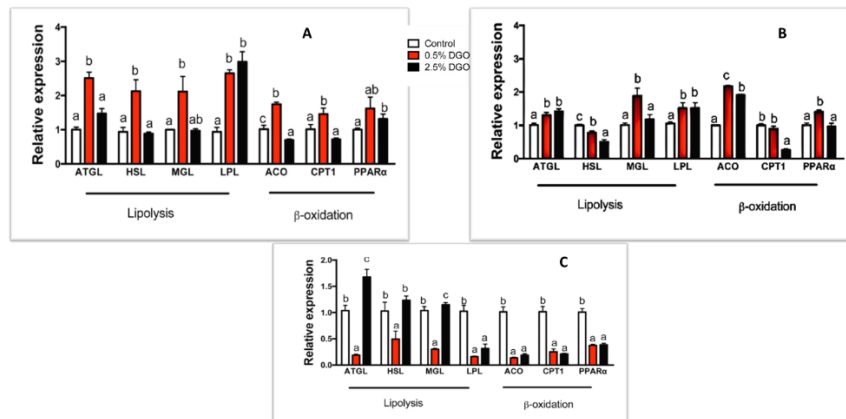 A
Relative expression
4
3
2
1
0
a b a a b a a b ab a b b c b a a b a a ab b
ATGL HSL MGL LPL ACO CPT1 PPARα
Lipolysis β-oxidation
Control
0.5% DGO
2.5% DGO
B
Relative expression
4
3
2
1
0
a b b c b a a b a a b b a c b b b a a b a
ATGL HSL MGL LPL ACO CPT1 PPARα
Lipolysis β-oxidation
C
Relative expression
2.0
1.5
1.0
0.5
0.0
b a c b a b b a c b a a b a a b a a b a a
ATGL HSL MGL LPL ACO CPT1 PPARα
Lipolysis β-oxidation